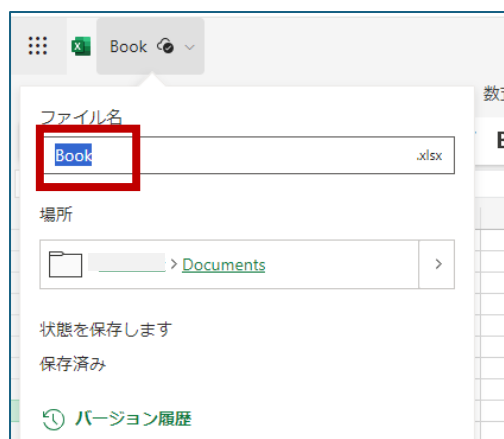 Book
数
ファイル名
Book .xlsx
場所
> Documents >
状態を保存します
保存済み
バージョン履歴